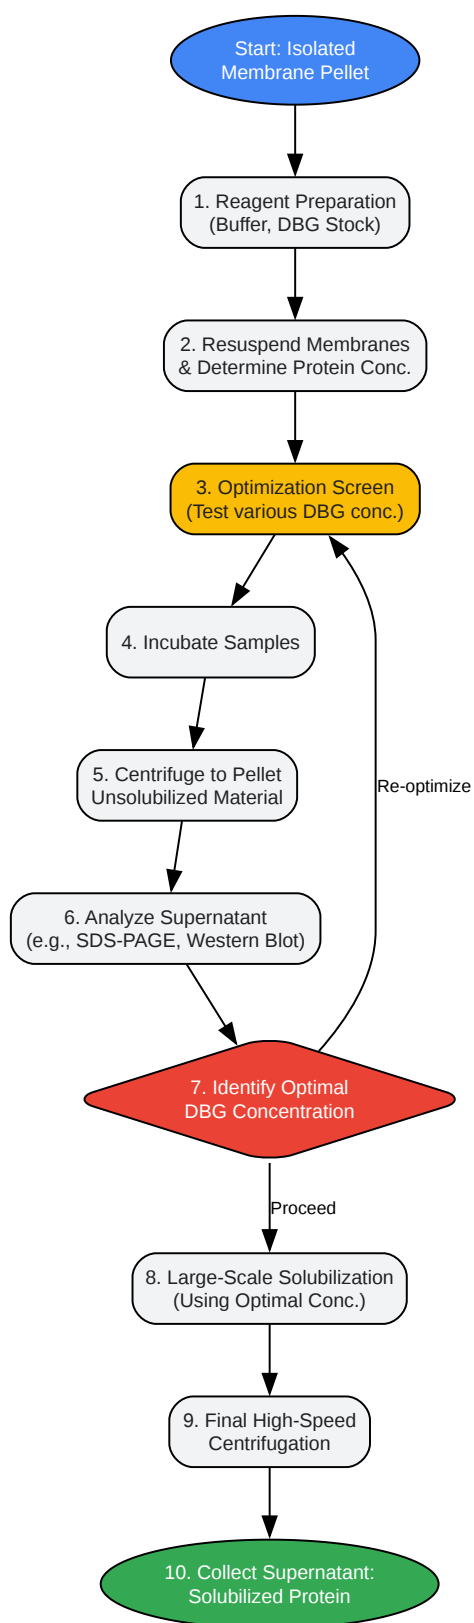 Start: Isolated
Membrane Pellet
1. Reagent Preparation
(Buffer, DBG Stock)
2. Resuspend Membranes
& Determine Protein Conc.
3. Optimization Screen
(Test various DBG conc.)
4. Incubate Samples
5. Centrifuge to Pellet
Unsolubilized Material
Re-optimize
6. Analyze Supernatant
(e.g., SDS-PAGE, Western Blot)
7. Identify Optimal
DBG Concentration
Proceed
8. Large-Scale Solubilization
(Using Optimal Conc.)
9. Final High-Speed
Centrifugation
10. Collect Supernatant:
Solubilized Protein